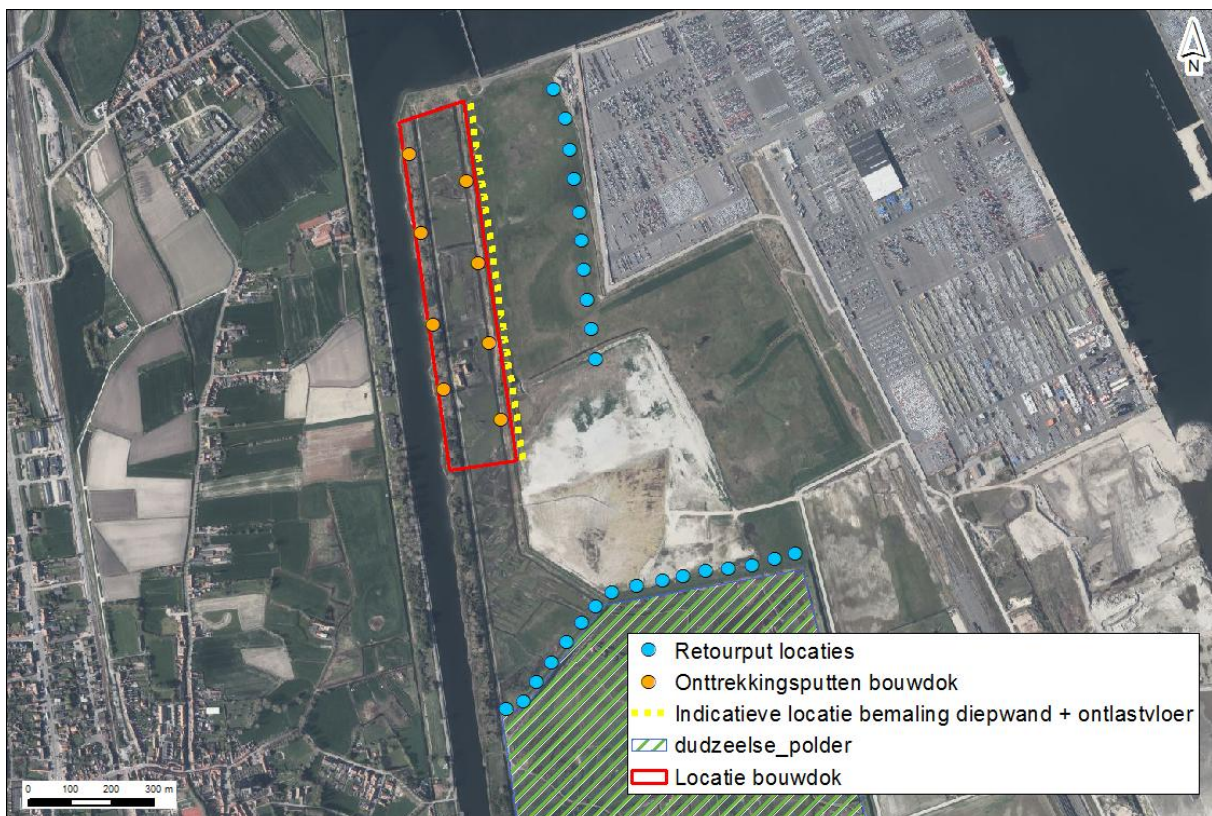 N
Retourput locaties
Onttrekkingsputten bouwdok
Indicatieve locatie bemaling diepwand + ontlastvloer
dudzeelse_polder
Locatie bouwdok
0 100 200 300 m